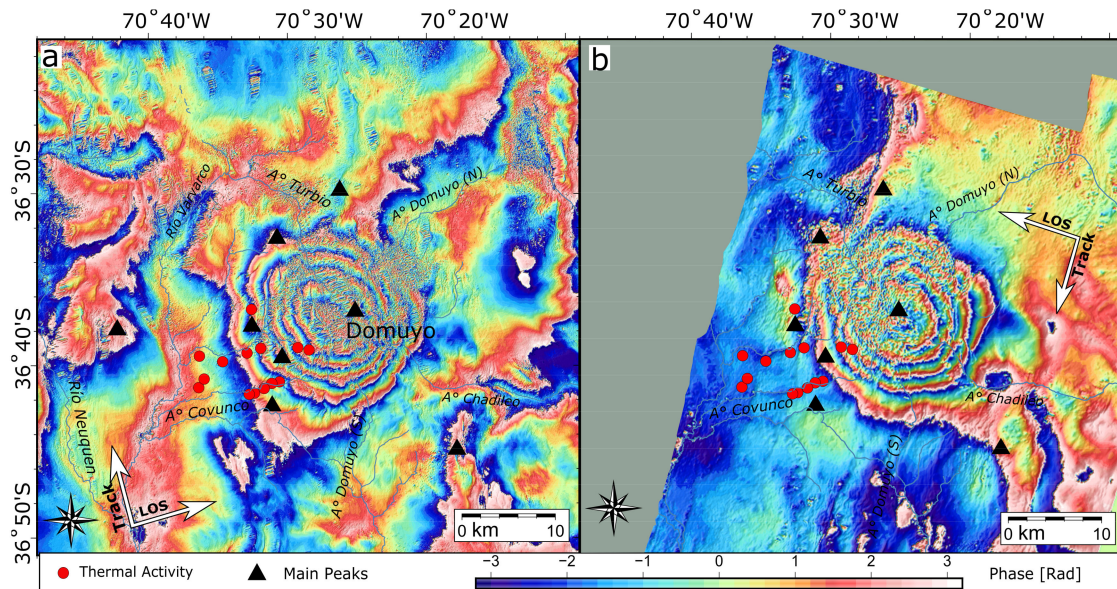 70°40'W 70°30'W 70°20'W 70°40'W 70°30'W 70°20'W
a
b
36°30'S
36°40'S
36°50'S
Río Varvarco
A° Turbio
A° Domuyo (N)
Domuyo
A° Covunco
Río Neuquen
A° Domuyo (S)
A° Chadileo
Track
LOS
0 km 10
A° Turbio
A° Domuyo (N)
LOS
Track
A° Covunco
A° Chadileo
A° Domuyo (S)
0 km 10
Thermal Activity
Main Peaks
−3 −2 −1 0 1 2 3
Phase [Rad]